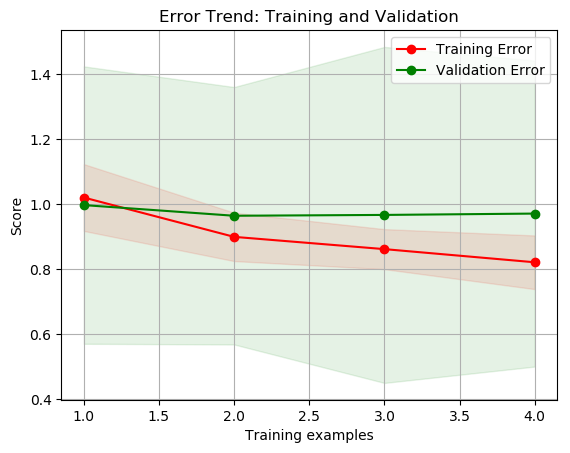 Error Trend: Training and Validation
Training Error
Validation Error
1.4
1.2
1.0
0.8
0.6
0.4
Score
1.0
1.5
2.0
2.5
3.0
3.5
4.0
Training examples